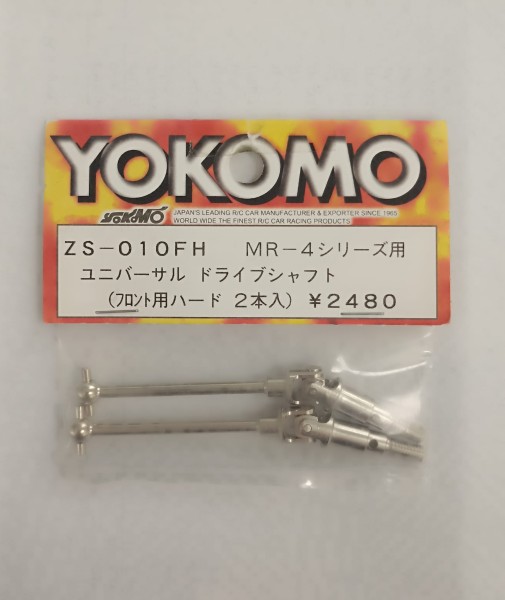 YOKOMO
YOKOMO JAPAN'S LEADING R/C CAR MANUFACTURER & EXPORTER SINCE 1965
WORLD WIDE THE FINEST R/C CAR RACING PRODUCTS
ZS-010FH MR-4シリーズ用
ユニバーサル ドライブシャフト
(フロント用ハード 2本入) ¥2480